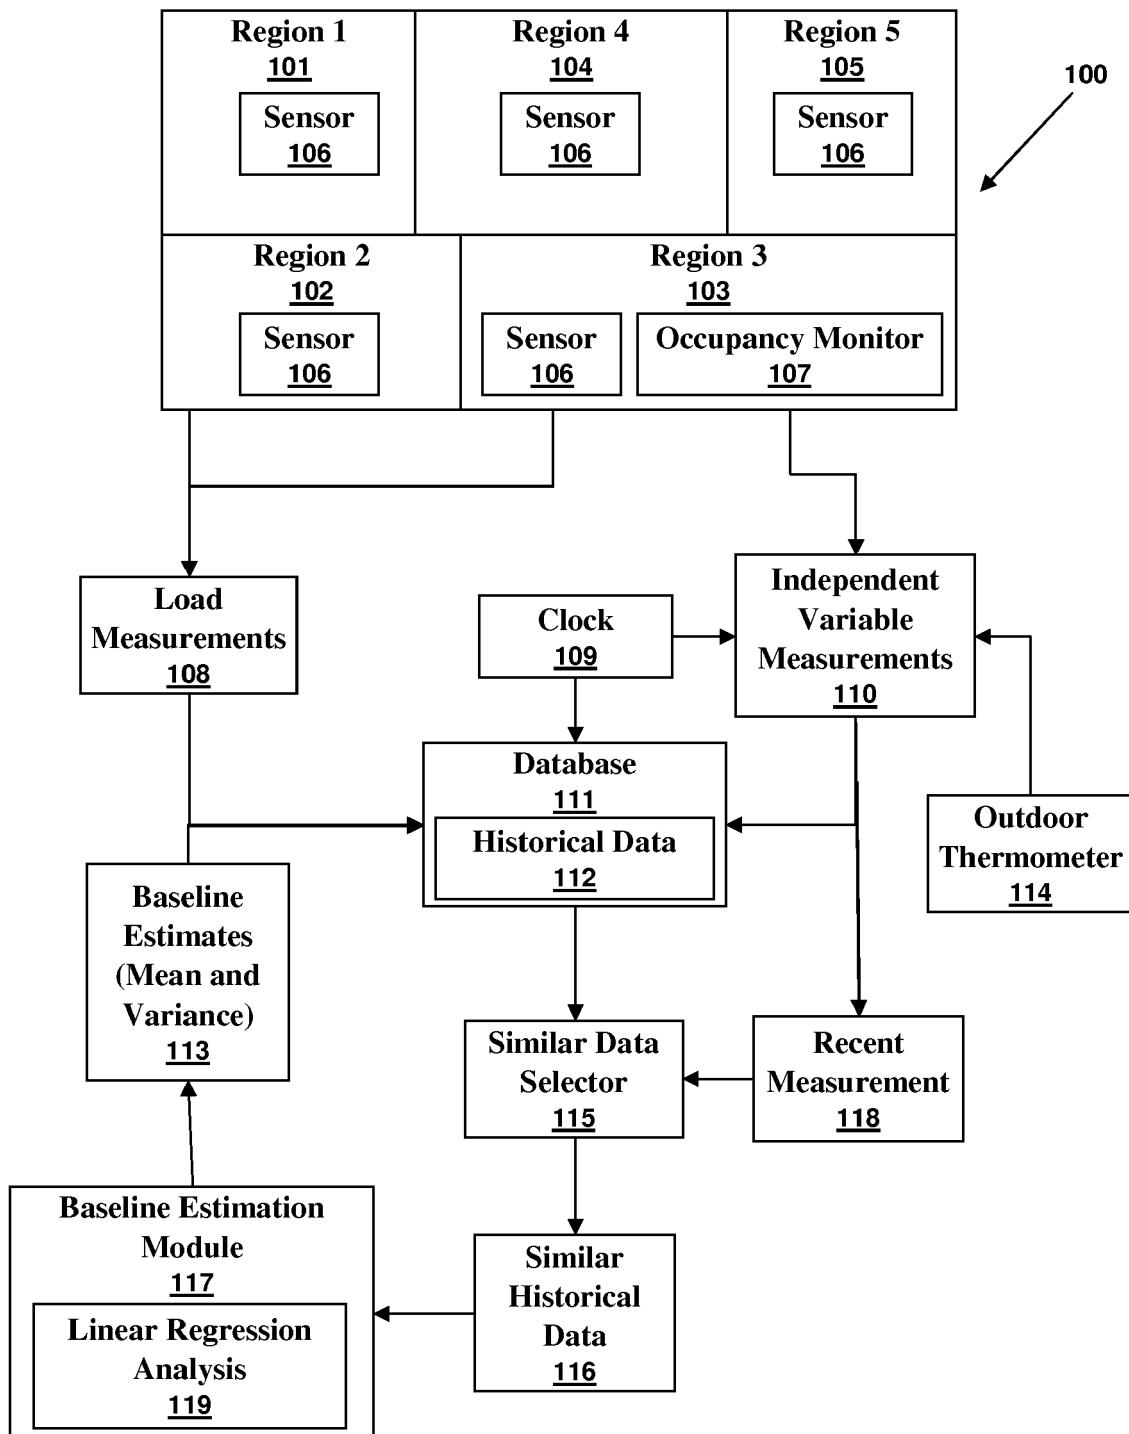 Region 1
101
Sensor
106
Region 4
104
Sensor
106
Region 5
105
Sensor
106
100
Region 2
102
Sensor
106
Region 3
103
Sensor
106
Occupancy Monitor
107
Load
Measurements
108
Clock
109
Independent
Variable
Measurements
110
Database
111
Historical Data
112
Outdoor
Thermometer
114
Baseline
Estimates
(Mean and
Variance)
113
Similar Data
Selector
115
Recent
Measurement
118
Baseline Estimation
Module
117
Linear Regression
Analysis
119
Similar
Historical
Data
116